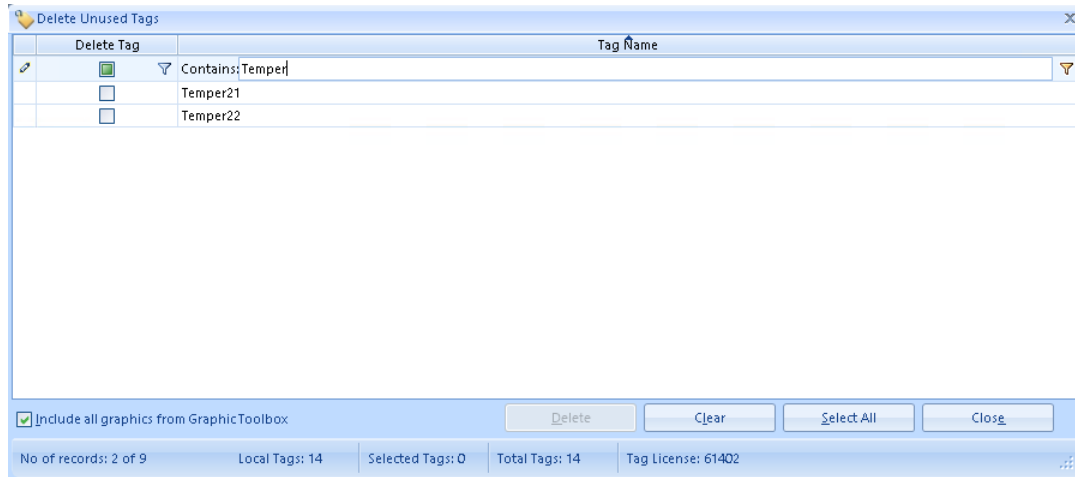 Delete Unused Tags
Delete Tag Tag Name
Contains: Temper
Temper21
Temper22
Include all graphics from GraphicToolbox Delete Clear Select All Close
No of records: 2 of 9 Local Tags: 14 Selected Tags: 0 Total Tags: 14 Tag License: 61402